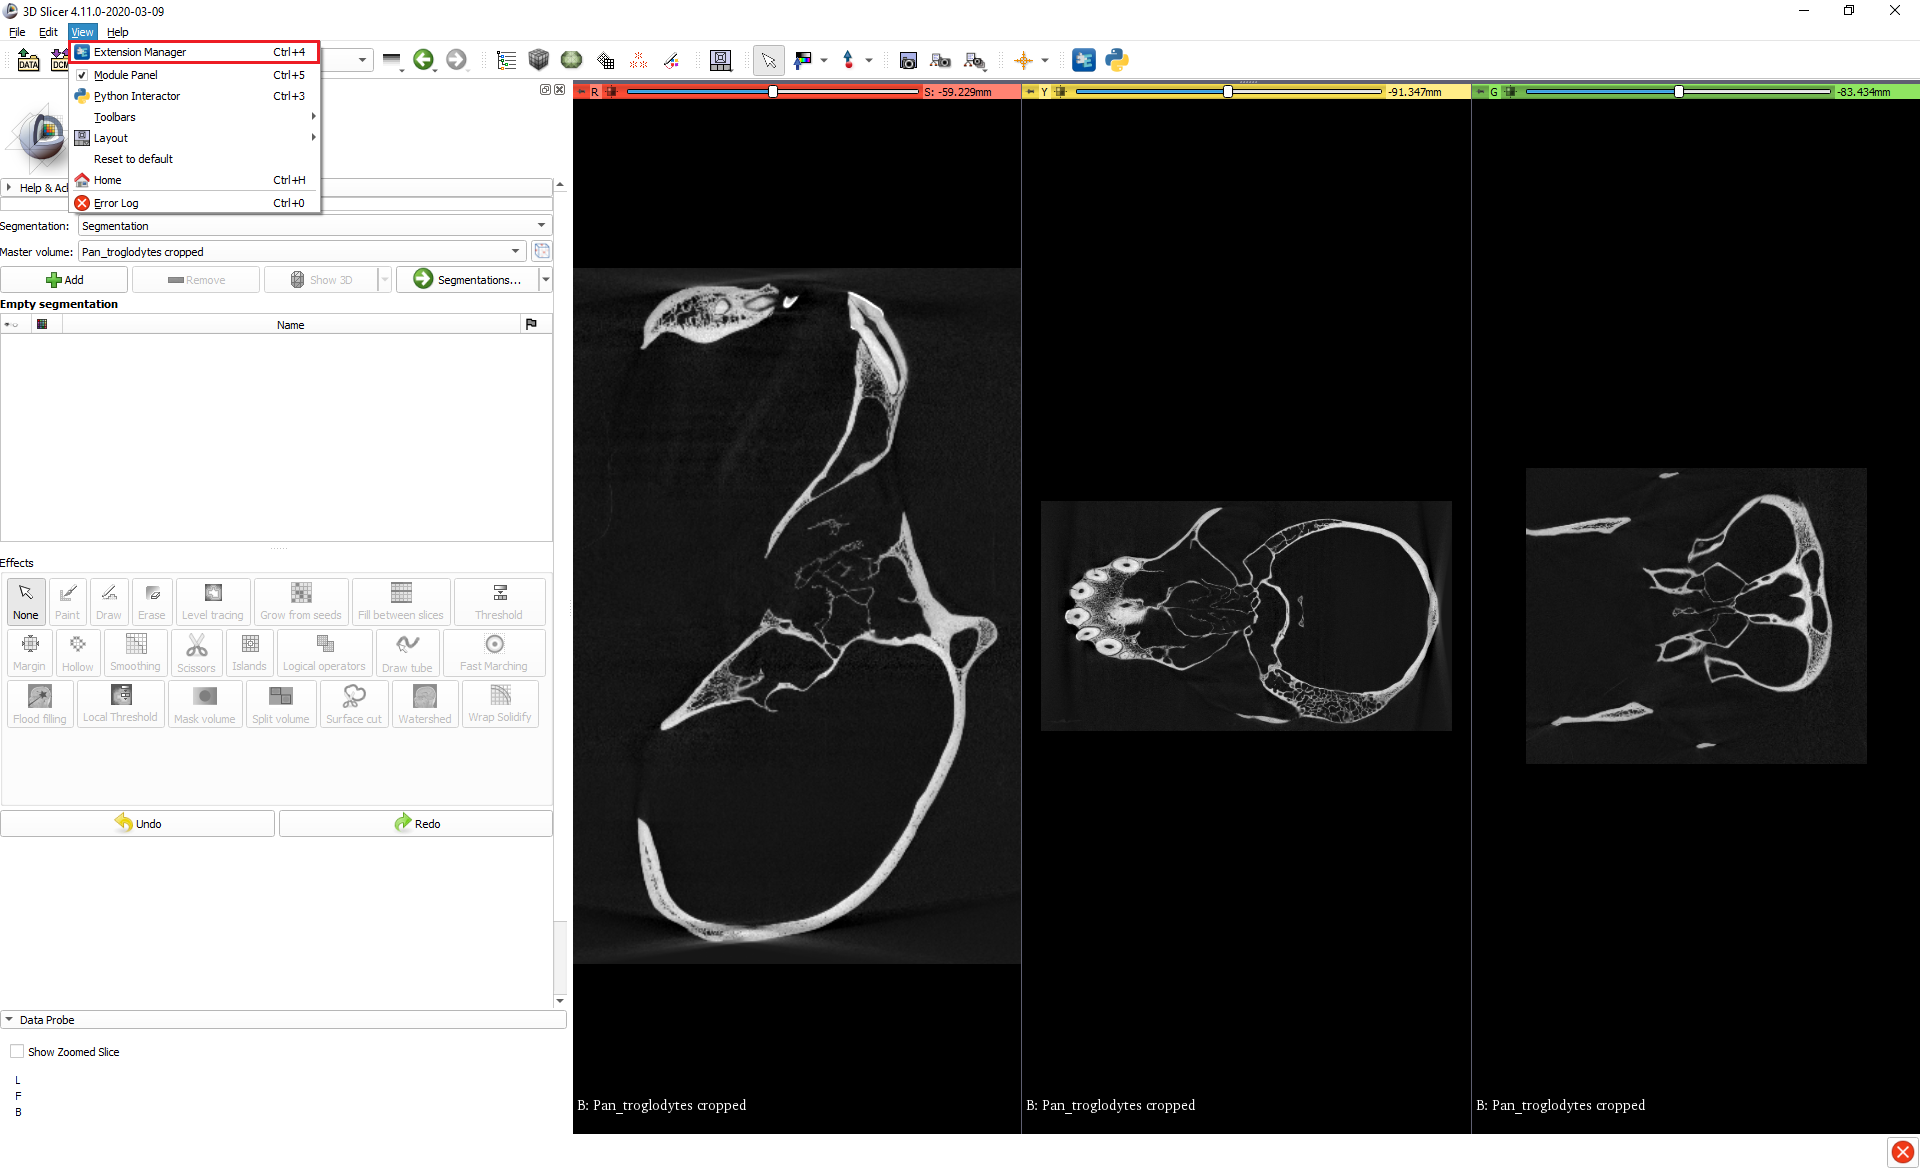 3D Slicer 4.11.0-2020-03-09
File Edit View Help
DATA DCM
Extension Manager Ctrl+4
Module Panel Ctrl+5
Python Interactor Ctrl+3
Toolbars
Layout
Reset to default
Home Ctrl+H
Error Log Ctrl+0
R S: -59.229mm
Y -91.347mm
G -83.434mm
Help & Ac
Segmentation: Segmentation
Master volume: Pan_troglodytes cropped
Add Remove Show 3D Segmentations...
Empty segmentation
Name
Effects
None Paint Draw Erase Level tracing Grow from seeds Fill between slices Threshold
Margin Hollow Smoothing Scissors Islands Logical operators Draw tube Fast Marching
Flood filling Local Threshold Mask volume Split volume Surface cut Watershed Wrap Solidify
Undo Redo
Data Probe
Show Zoomed Slice
L
F
B
B: Pan_troglodytes cropped
B: Pan_troglodytes cropped
B: Pan_troglodytes cropped